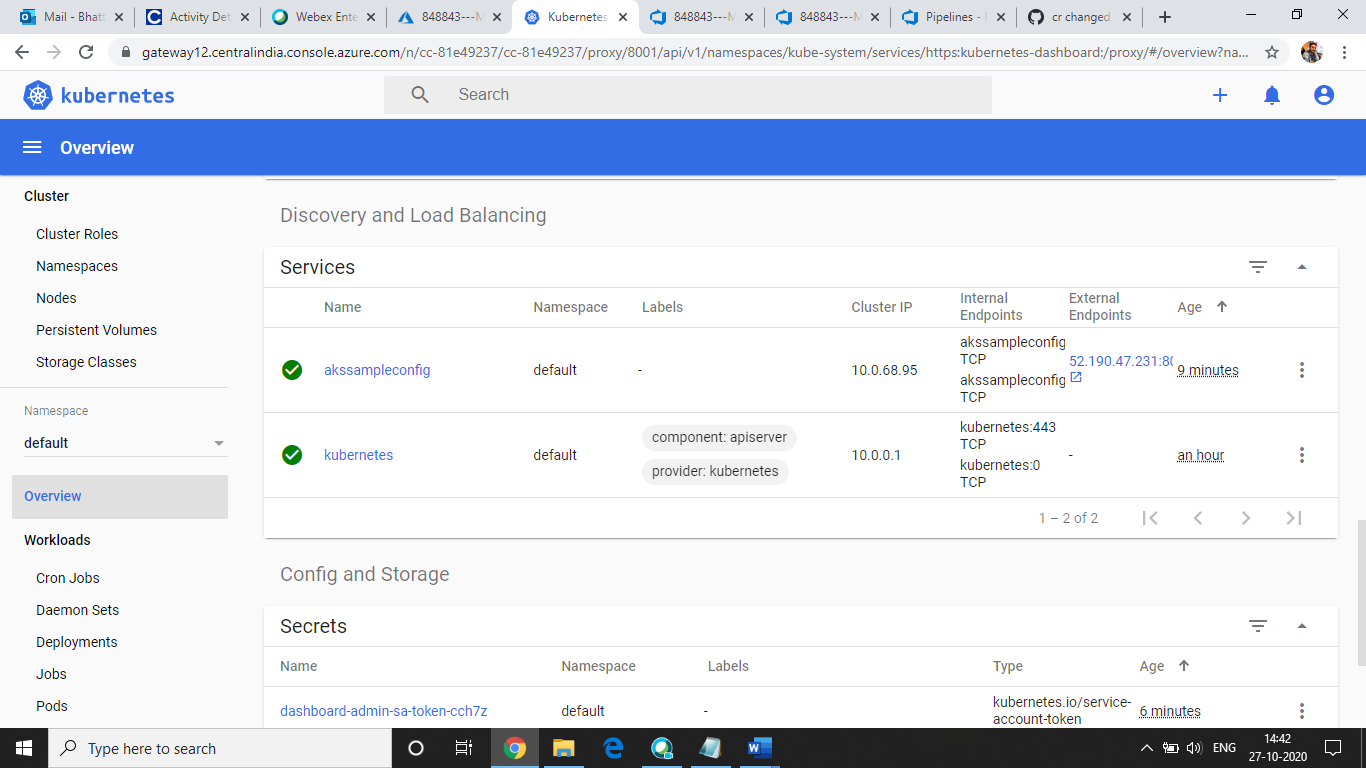 Mail - Bhatt
Activity Det
Webex Ente
848843---M
Kubernetes
848843---M
848843---M
Pipelines - R
cr changed
gateway12.centralindia.console.azure.com/n/cc-81e49237/cc-81e49237/proxy/8001/api/v1/namespaces/kube-system/services/https:kubernetes-dashboard:/proxy/#/overview?na...
kubernetes
Search
Overview
Cluster
Cluster Roles
Namespaces
Nodes
Persistent Volumes
Storage Classes
Namespace
default
Overview
Workloads
Cron Jobs
Daemon Sets
Deployments
Jobs
Pods
Discovery and Load Balancing
Services
Name Namespace Labels Cluster IP Internal Endpoints External Endpoints Age
akssampleconfig default - 10.0.68.95 akssampleconfig TCP akssampleconfig TCP 52.190.47.231:80 9 minutes
kubernetes default component: apiserver provider: kubernetes 10.0.0.1 kubernetes:443 TCP kubernetes:0 TCP - an hour
1 – 2 of 2
Config and Storage
Secrets
Name Namespace Labels Type Age
dashboard-admin-sa-token-cch7z default - kubernetes.io/service-account-token 6 minutes
Type here to search
ENG
14:42
27-10-2020